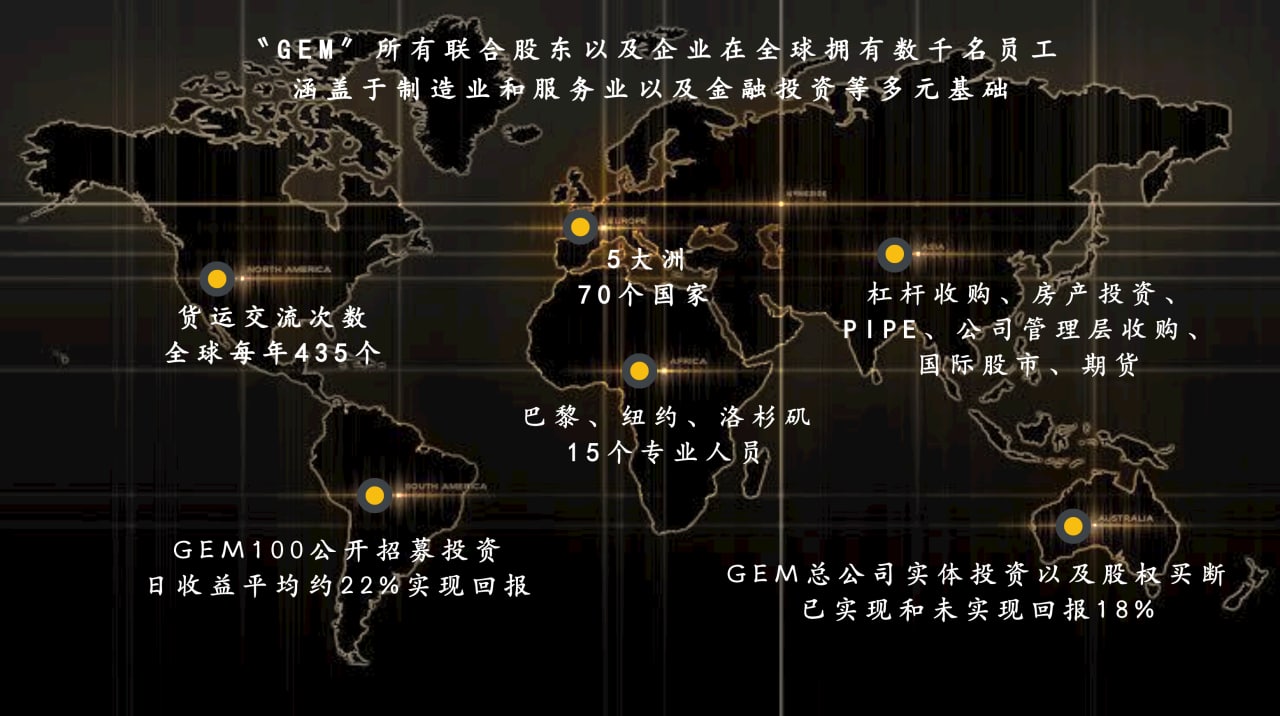 〝GEM〞所有联合股东以及企业在全球拥有数千名员工
涵盖于制造业和服务业以及金融投资等多元基础
EUROPE
5大洲
70个国家
ASIA
杠杆收购、房产投资、
PIPE、公司管理层收购、
国际股市、期货
NORTH AMERICA
货运交流次数
全球每年435个
AFRICA
巴黎、纽约、洛杉矶
15个专业人员
SOUTH AMERICA
GEM100公开招募投资
日收益平均约22%实现回报
AUSTRALIA
GEM总公司实体投资以及股权买断
已实现和未实现回报18%